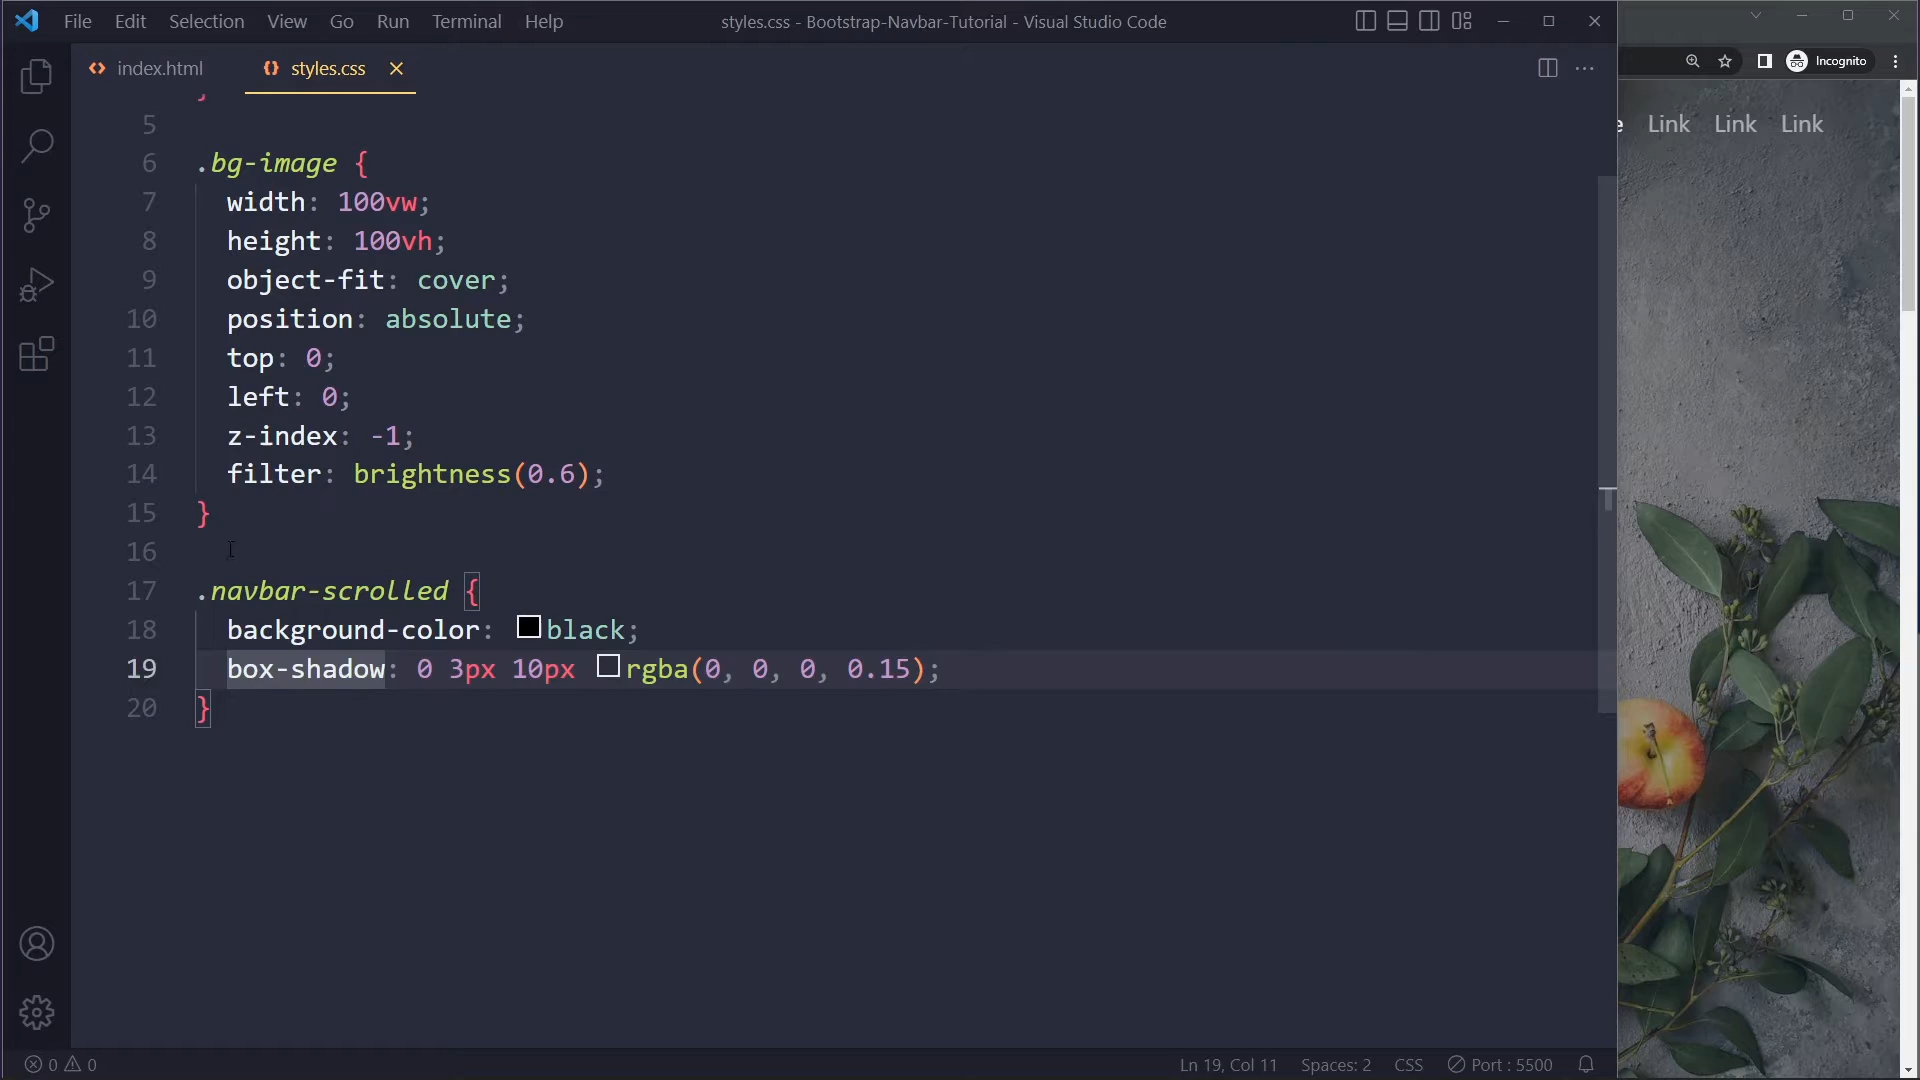 File Edit Selection View Go Run Terminal Help styles.css - Bootstrap-Navbar-Tutorial - Visual Studio Code
index.html styles.css
Incognito
e Link Link Link
}
5
6 .bg-image {
7 width: 100vw;
8 height: 100vh;
9 object-fit: cover;
10 position: absolute;
11 top: 0;
12 left: 0;
13 z-index: -1;
14 filter: brightness(0.6);
15 }
16
17 .navbar-scrolled {
18 background-color: black;
19 box-shadow: 0 3px 10px rgba(0, 0, 0, 0.15);
20 }
0 0 Ln 19, Col 11 Spaces: 2 CSS Port : 5500